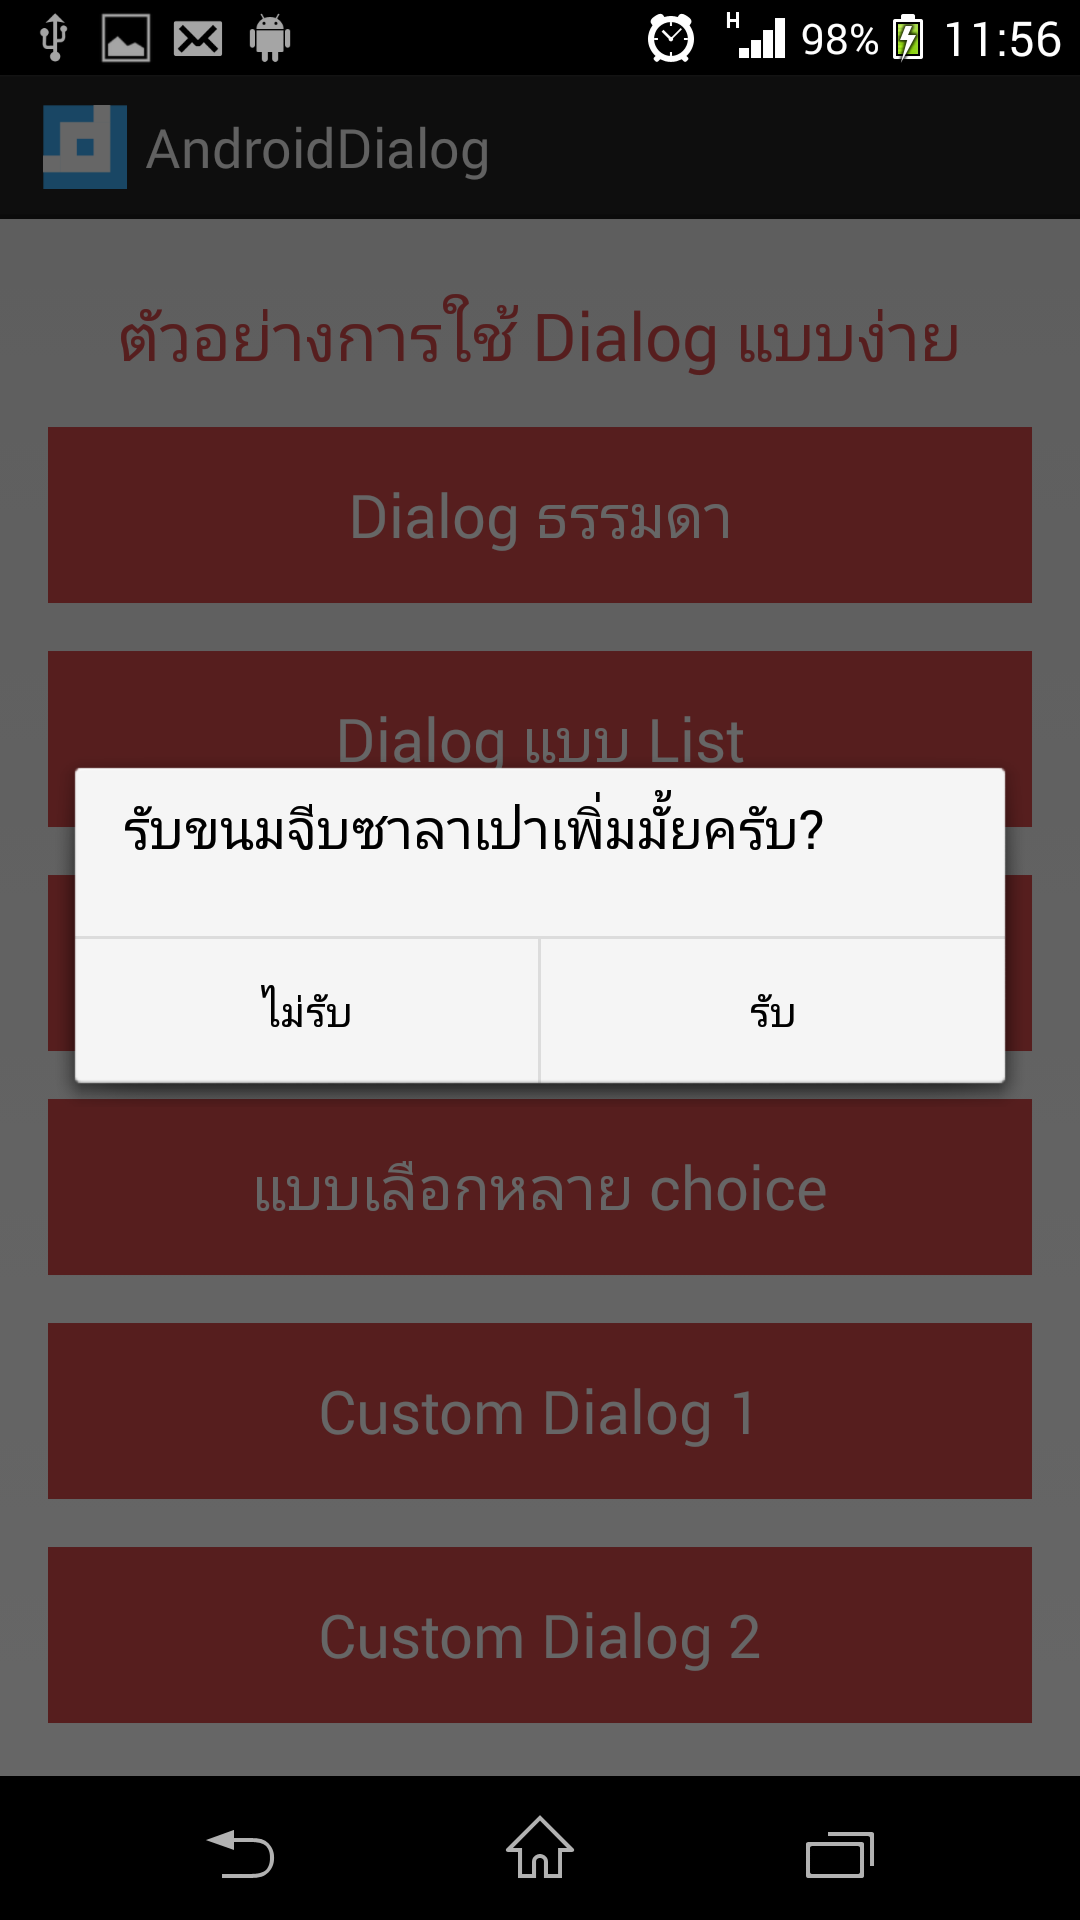 H 98% 11:56
AndroidDialog
ตัวอย่างการใช้ Dialog แบบง่าย
Dialog ธรรมดา
Dialog แบบ List
รับขนมจีบซาลาเปาเพิ่มมั้ยครับ?
ไม่รับ รับ
แบบเลือกหลาย choice
Custom Dialog 1
Custom Dialog 2